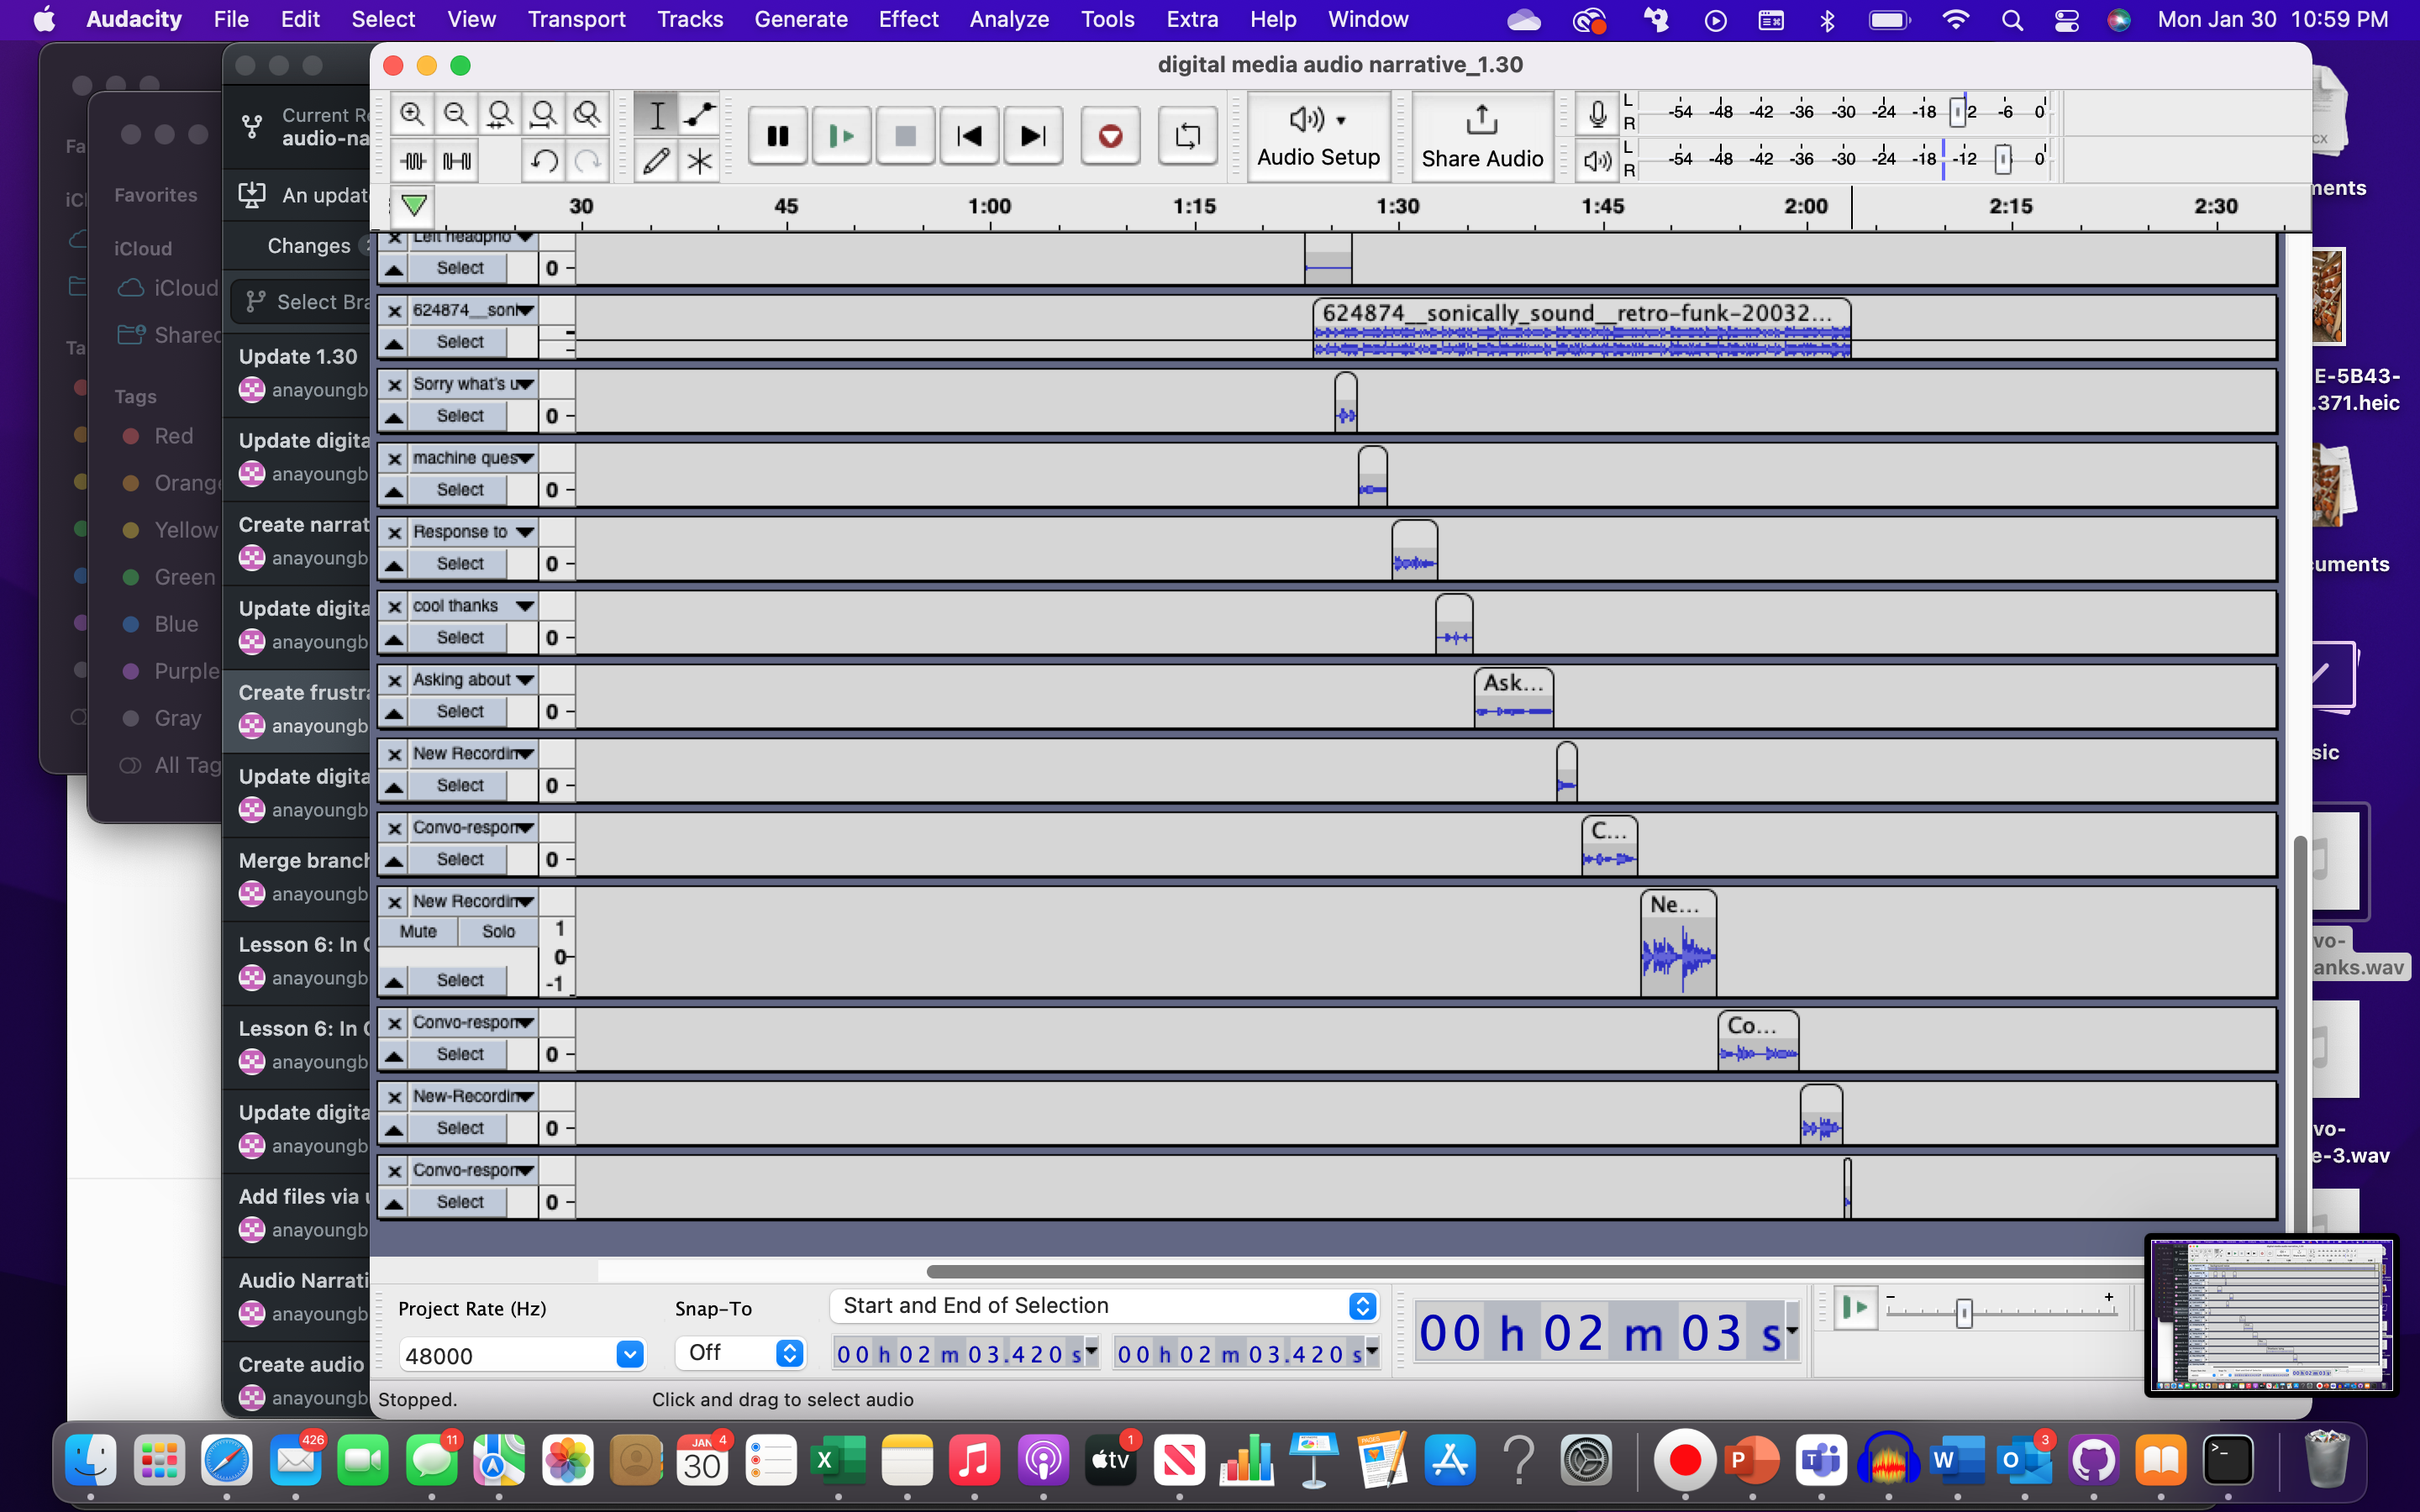 Audacity File Edit Select View Transport Tracks Generate Effect Analyze Tools Extra Help Window Mon Jan 30 10:59 PM
digital media audio narrative_1.30
Audio Setup
Share Audio
L
R
-54 -48 -42 -36 -30 -24 -18 2 -6 0
L
R
-54 -48 -42 -36 -30 -24 -18 -12 0
30 45 1:00 1:15 1:30 1:45 2:00 2:15 2:30
Favorites
iCloud
iCloud
Shared
Tags
Red
Orange
Yellow
Green
Blue
Purple
Gray
All Tag
Current Re
audio-na
An updat
Changes
Select Bra
Update 1.30
anayoungb
Update digita
anayoungb
Create narrat
anayoungb
Update digita
anayoungb
Create frustra
anayoungb
Update digita
anayoungb
Merge branch
anayoungb
Lesson 6: In
anayoungb
Lesson 6: In
anayoungb
Update digita
anayoungb
Add files via u
anayoungb
Audio Narrati
anayoungb
Create audio
anayoungb
Left headpho
Select 0
624874__soni
Select
624874__sonically_sound__retro-funk-20032...
Sorry what's u
Select 0
machine ques
Select 0
Response to
Select 0
cool thanks
Select 0
Asking about
Select 0
Ask...
New Recordin
Select 0
Convo-respon
Select 0
C...
New Recordin
Mute Solo
Select
1
0
-1
Ne...
Convo-respon
Select 0
Co...
New-Recordin
Select 0
Convo-respon
Select 0
Project Rate (Hz)
48000
Snap-To
Off
Start and End of Selection
00 h 02 m 03.420 s
00 h 02 m 03.420 s
00 h 02 m 03 s
- +
Stopped.
Click and drag to select audio
ments
E-5B43-
.371.heic
uments
sic
vo-
anks.wav
vo-
e-3.wav
426
11
JAN 4
30
tv
1
3